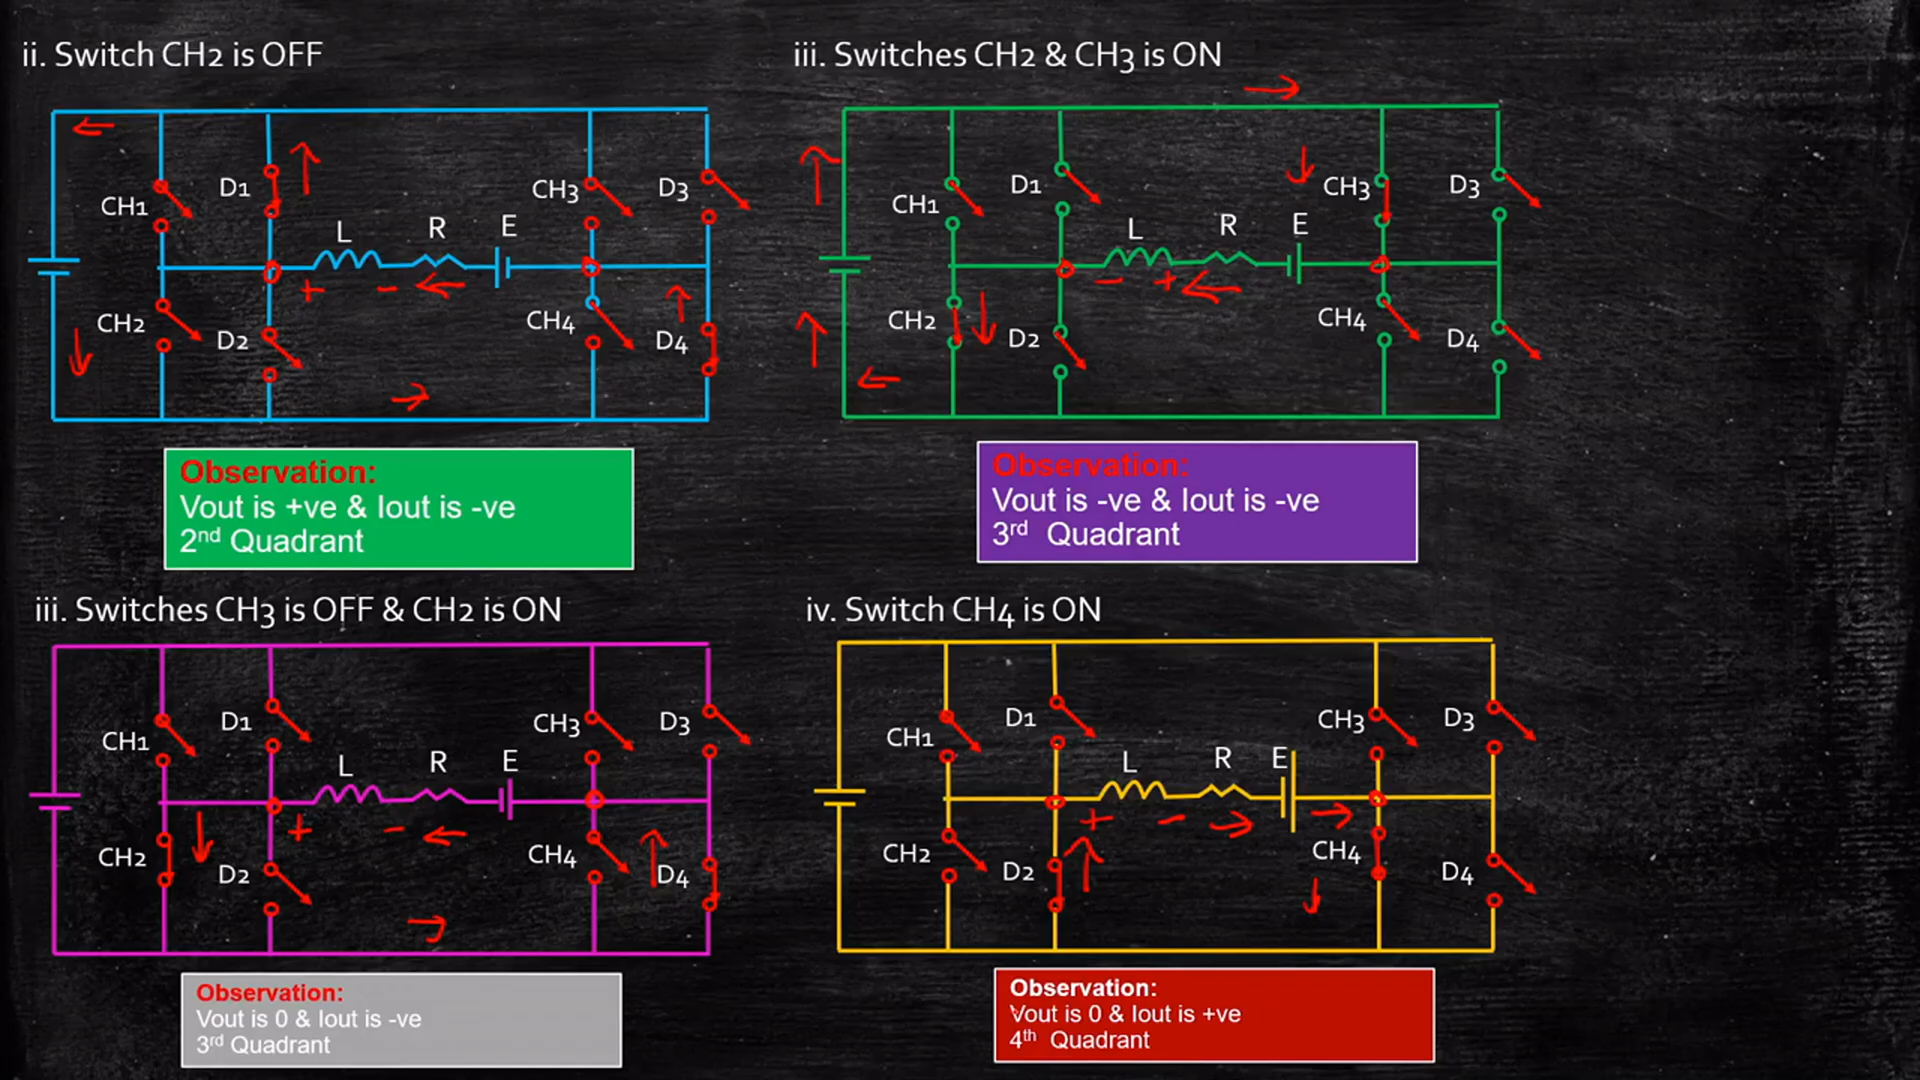 ii. Switch CH2 is OFF
CH1
D1
L
R
E
CH3
D3
CH2
D2
+
-
CH4
D4
Observation:
Vout is +ve & Iout is -ve
2nd Quadrant
iii. Switches CH2 & CH3 is ON
CH1
D1
L
R
E
CH3
D3
CH2
D2
-
+
CH4
D4
Observation:
Vout is -ve & Iout is -ve
3rd Quadrant
iii. Switches CH3 is OFF & CH2 is ON
CH1
D1
L
R
E
CH3
D3
CH2
D2
+
-
CH4
D4
Observation:
Vout is 0 & Iout is -ve
3rd Quadrant
iv. Switch CH4 is ON
CH1
D1
L
R
E
CH3
D3
CH2
D2
+
-
CH4
D4
Observation:
Vout is 0 & Iout is +ve
4th Quadrant